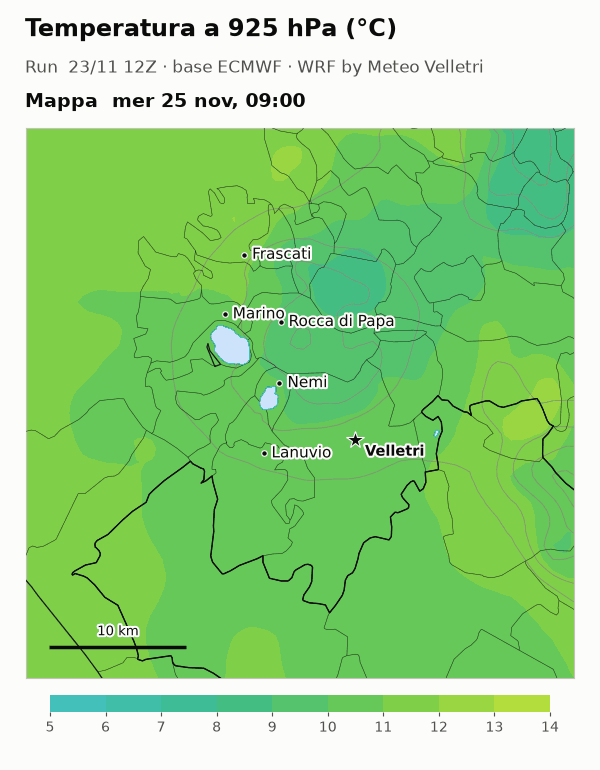 Temperatura a 925 hPa (°C)
Run  23/11 12Z · base ECMWF · WRF by Meteo Velletri
Mappa  mer 25 nov, 09:00
Frascati
Marino
Rocca di Papa
Nemi
Velletri
Lanuvio
10 km
5 6 7 8 9 10 11 12 13 14